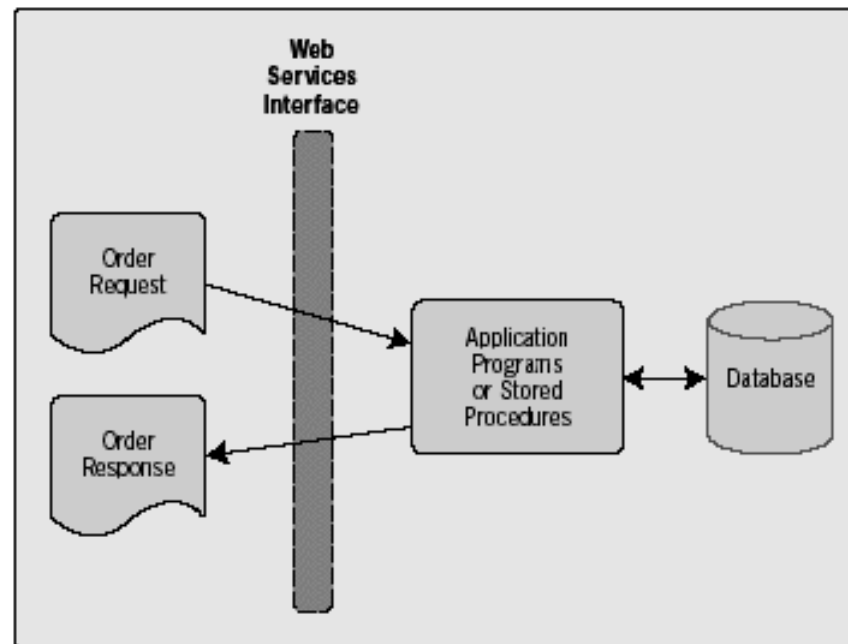 Web
Services
Interface
Order
Request
Application
Programs
or Stored
Procedures
Database
Order
Response